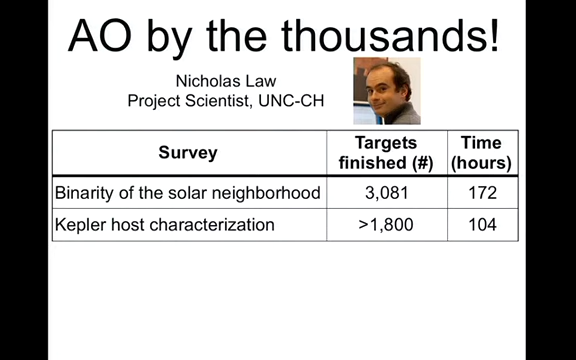 AO by the thousands!
Nicholas Law
Project Scientist, UNC-CH
Survey Targets finished (#) Time (hours)
Binarity of the solar neighborhood 3,081 172
Kepler host characterization >1,800 104